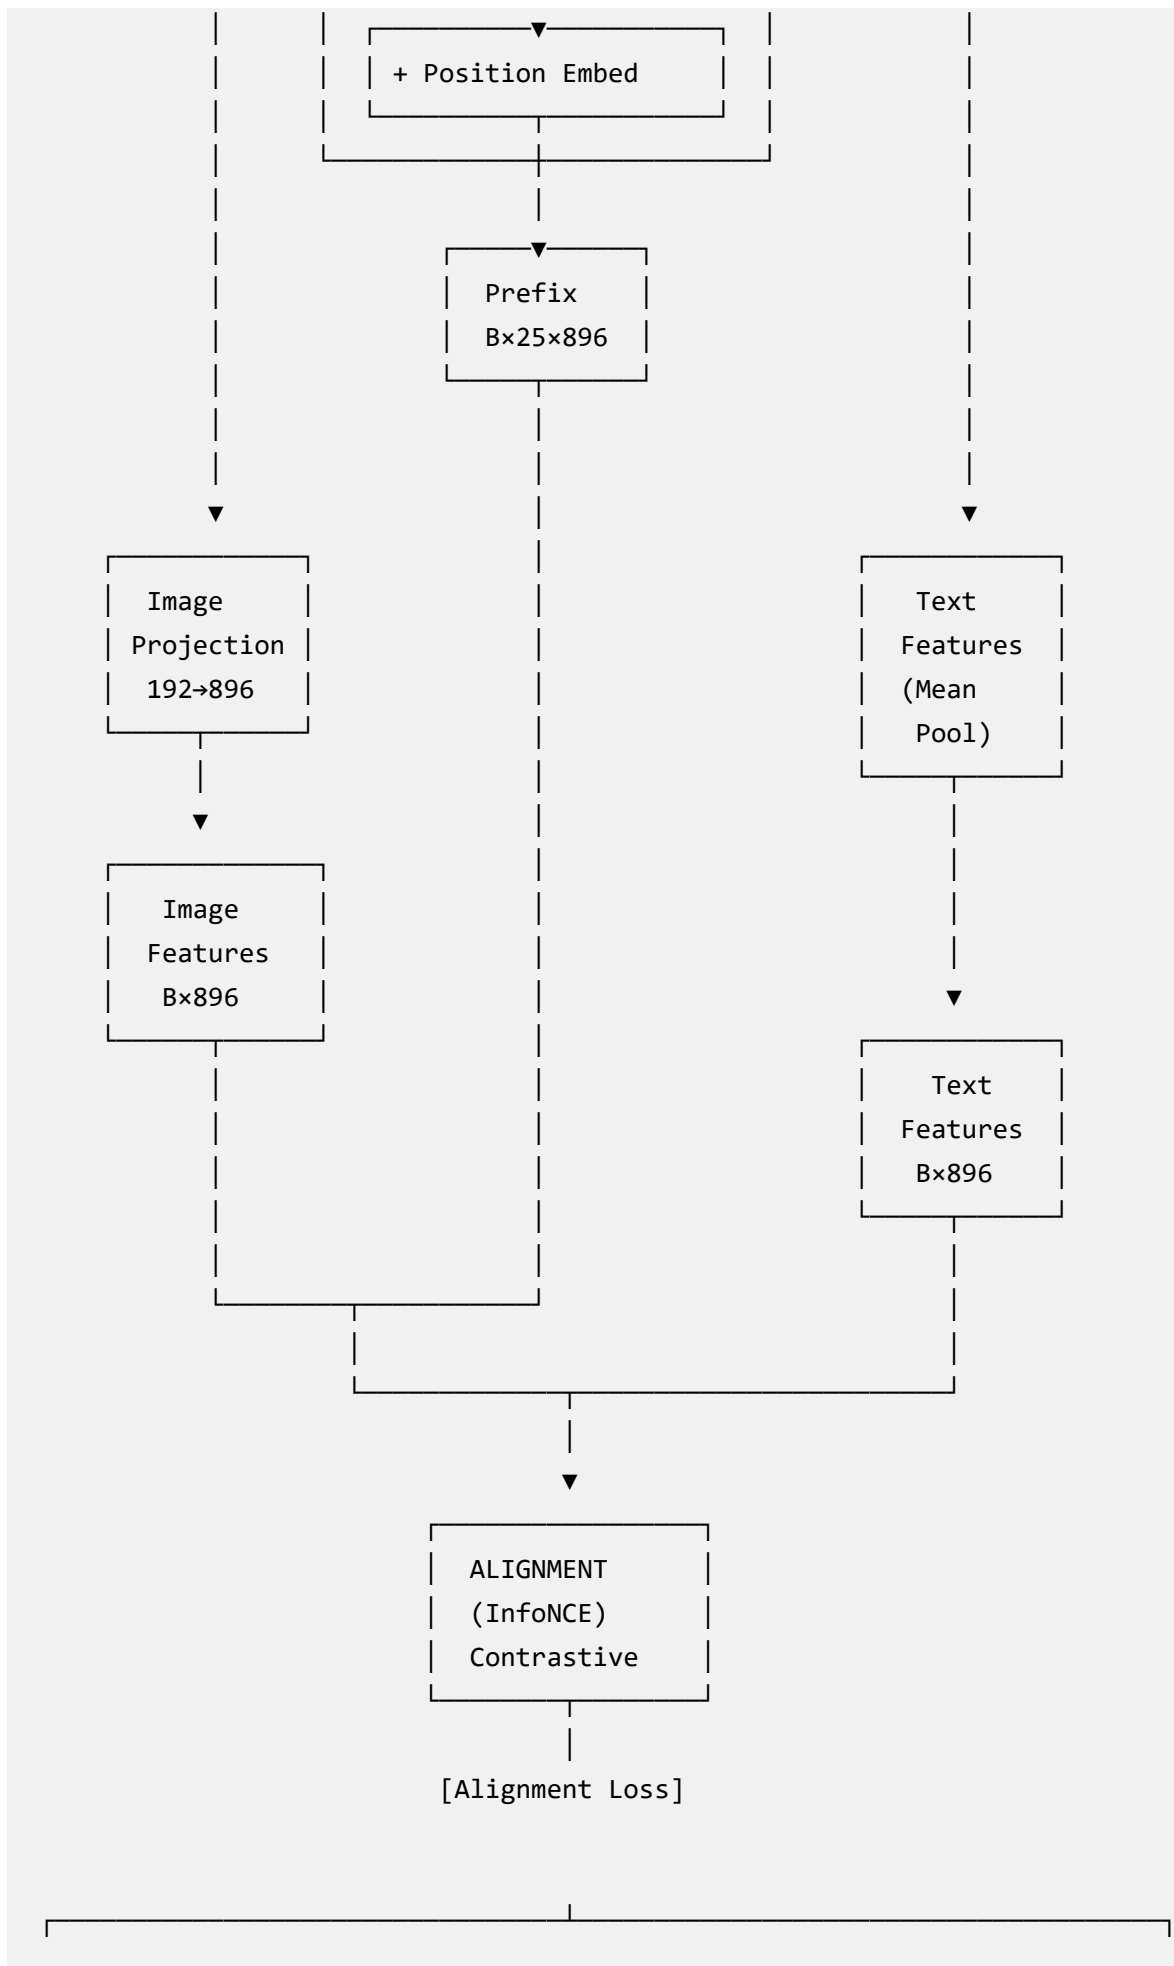 + Position Embed
Prefix
B×25×896
Image
Projection
192→896
Text
Features
(Mean
Pool)
Image
Features
B×896
Text
Features
B×896
ALIGNMENT
(InfoNCE)
Contrastive
[Alignment Loss]